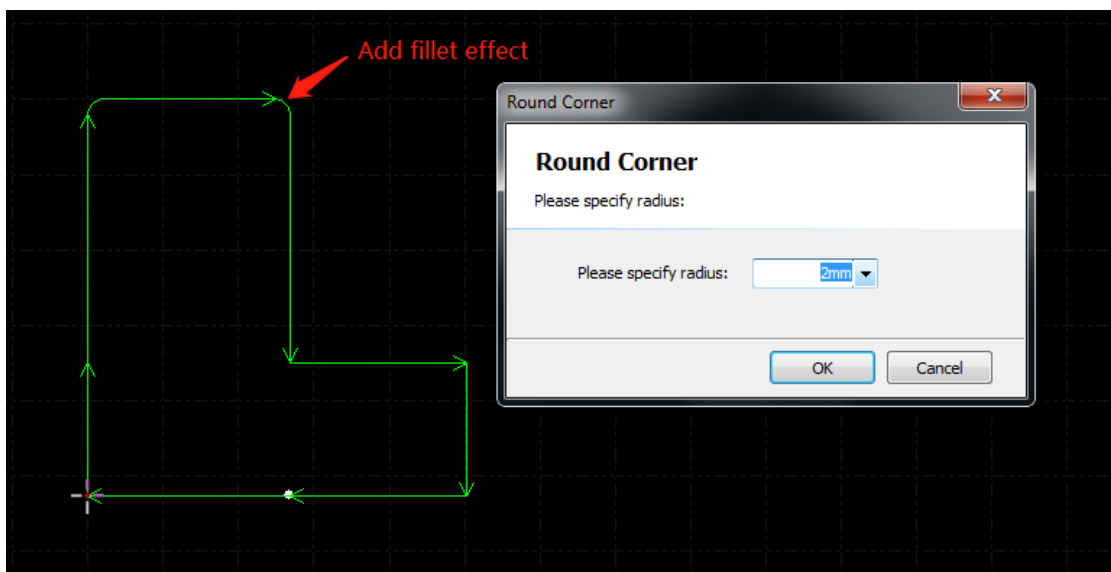 Add fillet effect
Round Corner
Round Corner
Please specify radius:
Please specify radius: 2mm
OK Cancel